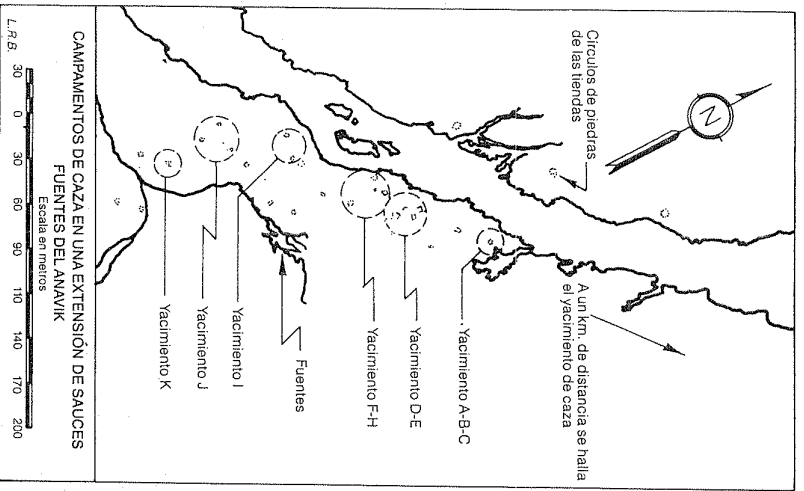 Círculos de piedras
de las tiendas
N
A un km. de distancia se halla
el yacimiento de caza
Yacimiento A-B-C
Yacimiento D-E
Yacimiento F-H
Fuentes
Yacimiento I
Yacimiento J
Yacimiento K
CAMPAMENTOS DE CAZA EN UNA EXTENSIÓN DE SAUCES
FUENTES DEL ANAVIK
Escala en metros
30 0 30 60 90 110 140 170 200
L.R.B.